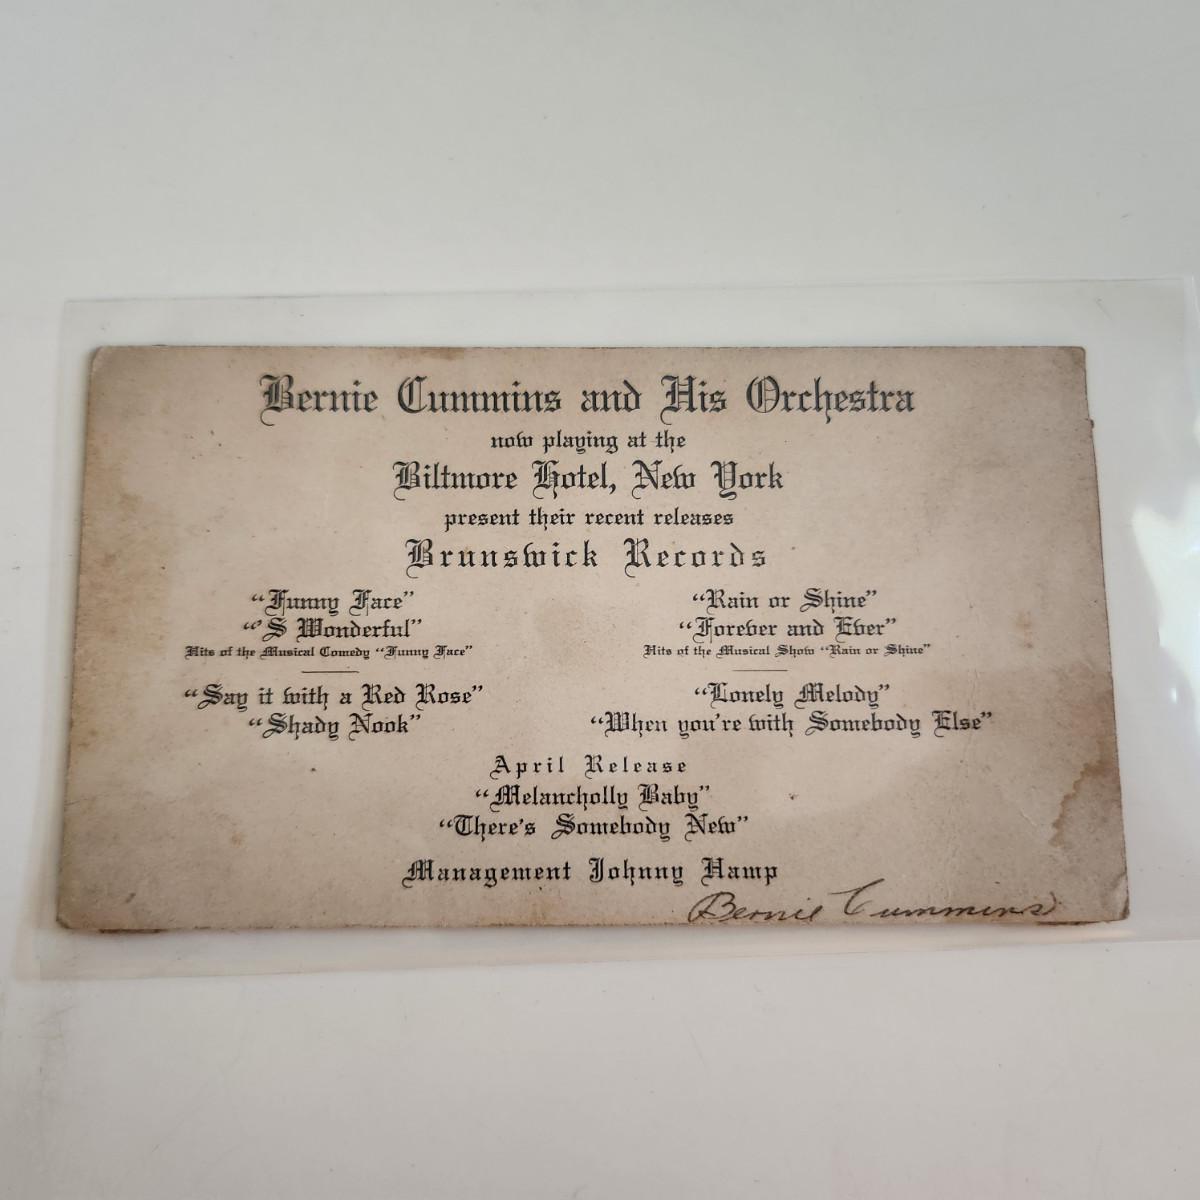 Bernie Cummins and His Orchestra
now playing at the
Biltmore Hotel, New York
present their recent releases
Brunswick Records
"Funny Face"
"'S Wonderful"
Hits of the Musical Comedy "Funny Face"
"Rain or Shine"
"Forever and Ever"
Hits of the Musical Show "Rain or Shine"
"Say it with a Red Rose"
"Shady Nook"
"Lonely Melody"
"When you're with Somebody Else"
April Release
"Melancholly Baby"
"There's Somebody New"
Management Johnny Hamp
Bernie Cummins